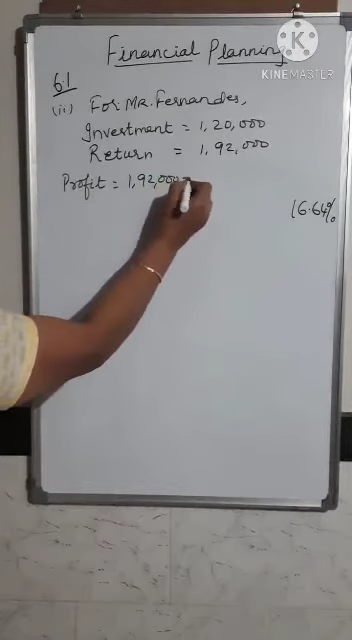 Financial Planning
KINEMASTER
6.1
(ii) For Mr. Fernandes,
Investment = 1,20,000
Return = 1,92,000
Profit = 1,92,000 -
16.64%